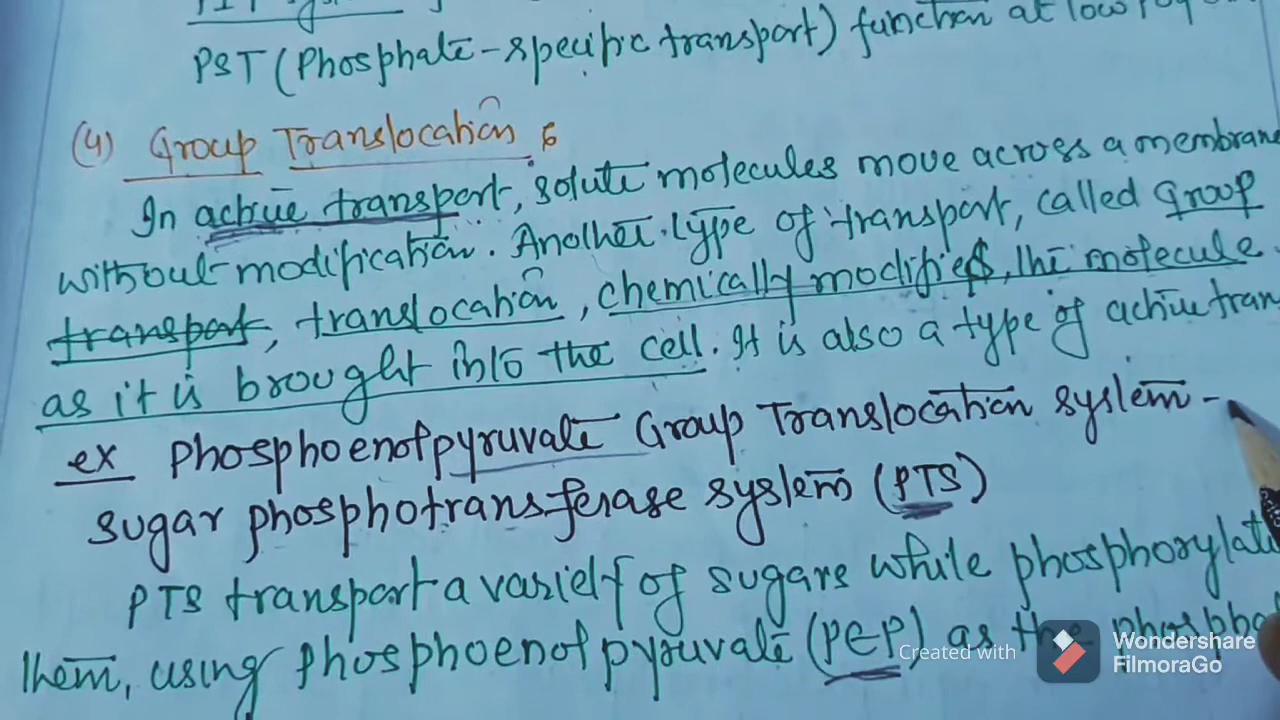 PST (Phosphate-specific transport) function at low
(4) Group Translocation
In active transport, solute molecules move across a membrane
without modification. Another type of transport, called Group
transport, translocation, chemically modifies, the molecule
as it is brought into the cell. It is also a type of active tran
ex Phosphoenolpyruvate Group Translocation system -
sugar phosphotransferase system (PTS)
PTS transport a variety of sugars while phosphorylati
them, using phosphoenolpyruvate (PEP) as the phospha
Created with
Wondershare
FilmoraGo